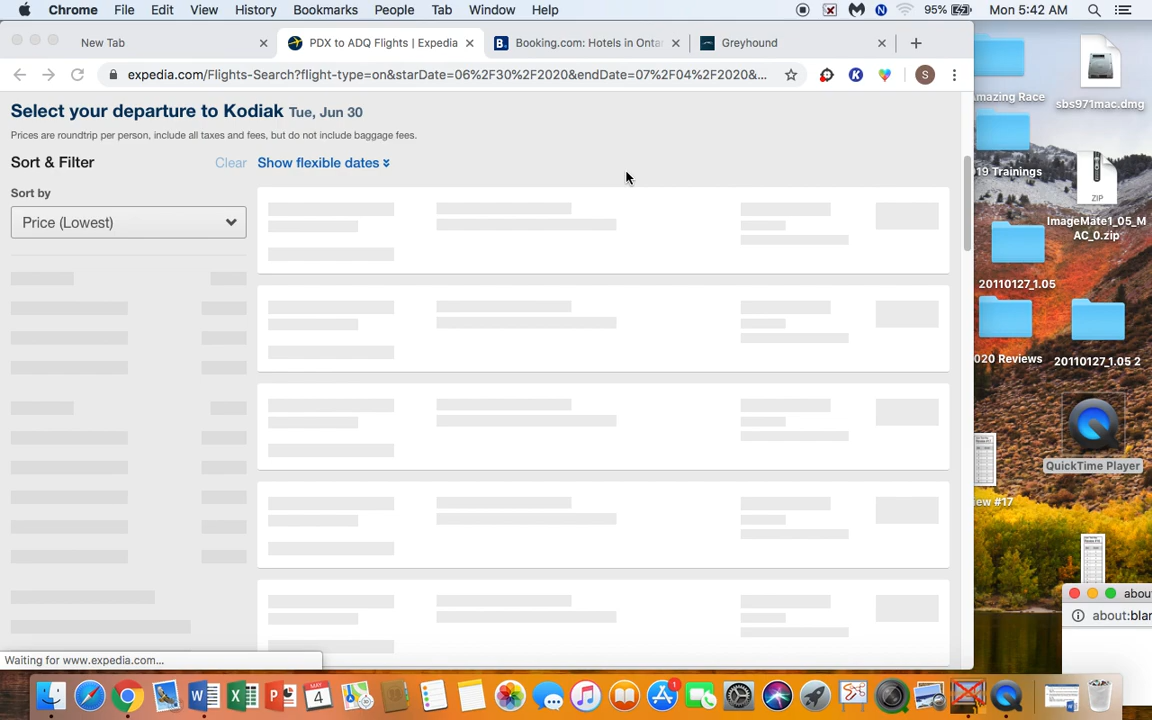 Chrome File Edit View History Bookmarks People Tab Window Help 95% Mon 5:42 AM
New Tab
PDX to ADQ Flights | Expedia
Booking.com: Hotels in Onta
Greyhound
expedia.com/Flights-Search?flight-type=on&starDate=06%2F30%2F2020&endDate=07%2F04%2F2020&...
S
Select your departure to Kodiak Tue, Jun 30
Prices are roundtrip per person, include all taxes and fees, but do not include baggage fees.
Sort & Filter Clear Show flexible dates
Sort by
Price (Lowest)
Waiting for www.expedia.com...
mazing Race
sbs971mac.dmg
19 Trainings
ZIP
ImageMate1_05_M
AC_0.zip
20110127_1.05
020 Reviews
20110127_1.05 2
QuickTime Player
ew #17
abou
about:blar
MAY
4
1